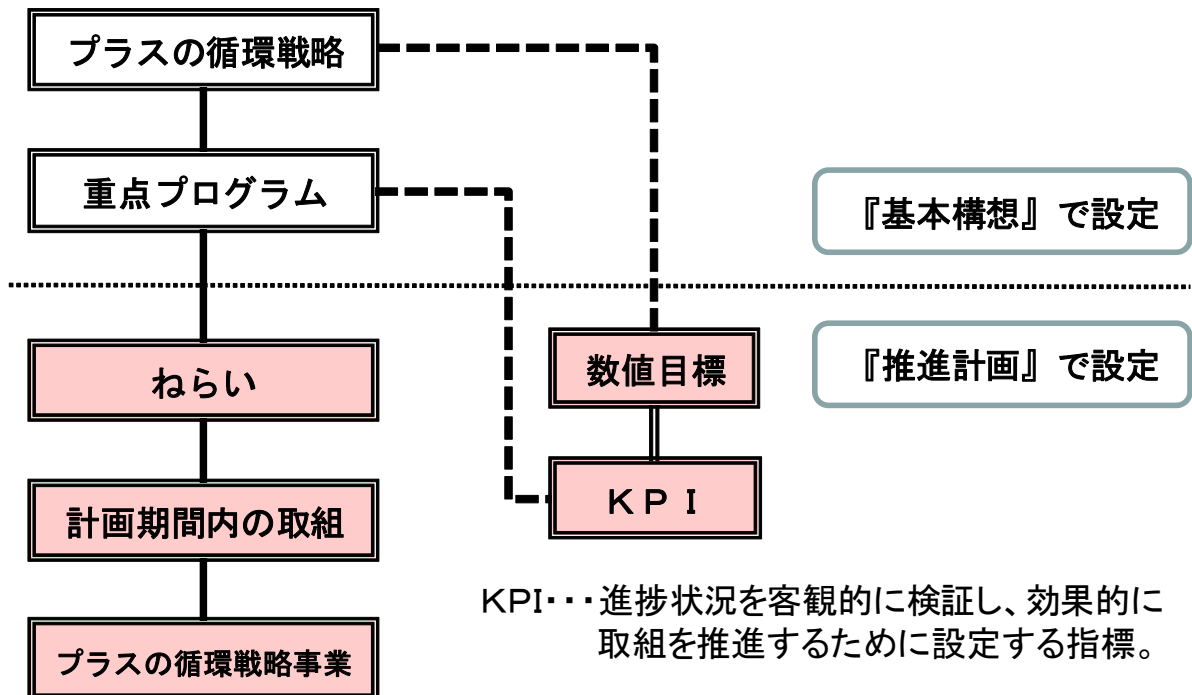 プラスの循環戦略
重点プログラム
『基本構想』で設定
ねらい
数値目標
『推進計画』で設定
計画期間内の取組
ＫＰＩ
プラスの循環戦略事業
KPI・・・進捗状況を客観的に検証し、効果的に
取組を推進するために設定する指標。